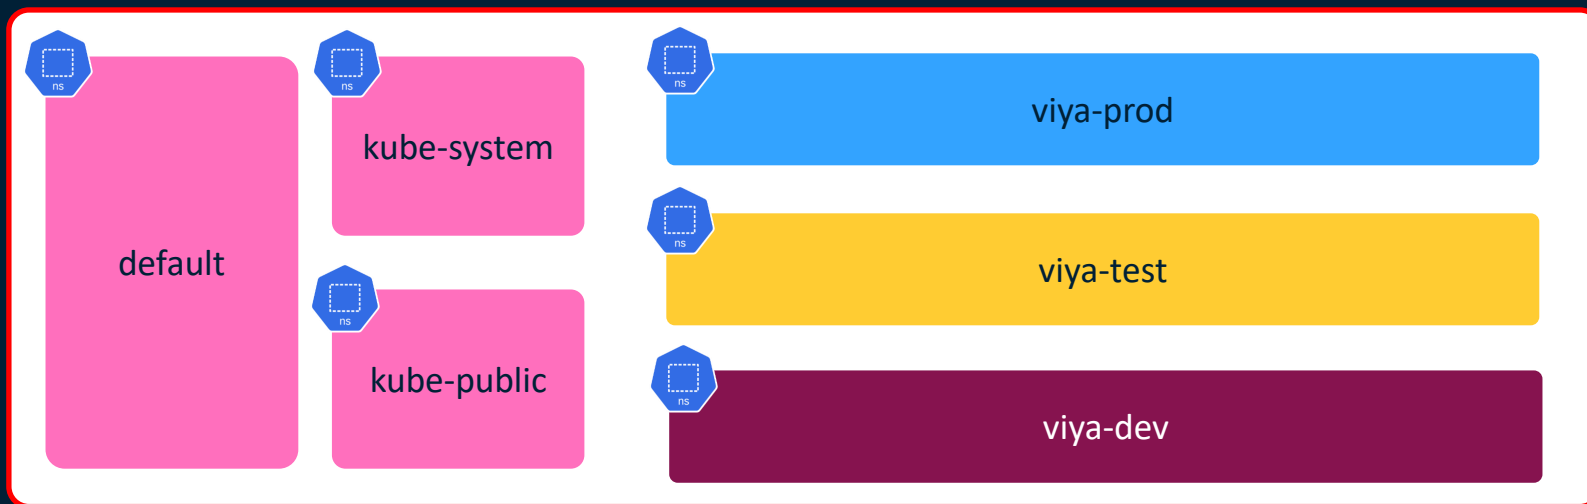 ns
default
ns
kube-system
ns
kube-public
ns
viya-prod
ns
viya-test
ns
viya-dev